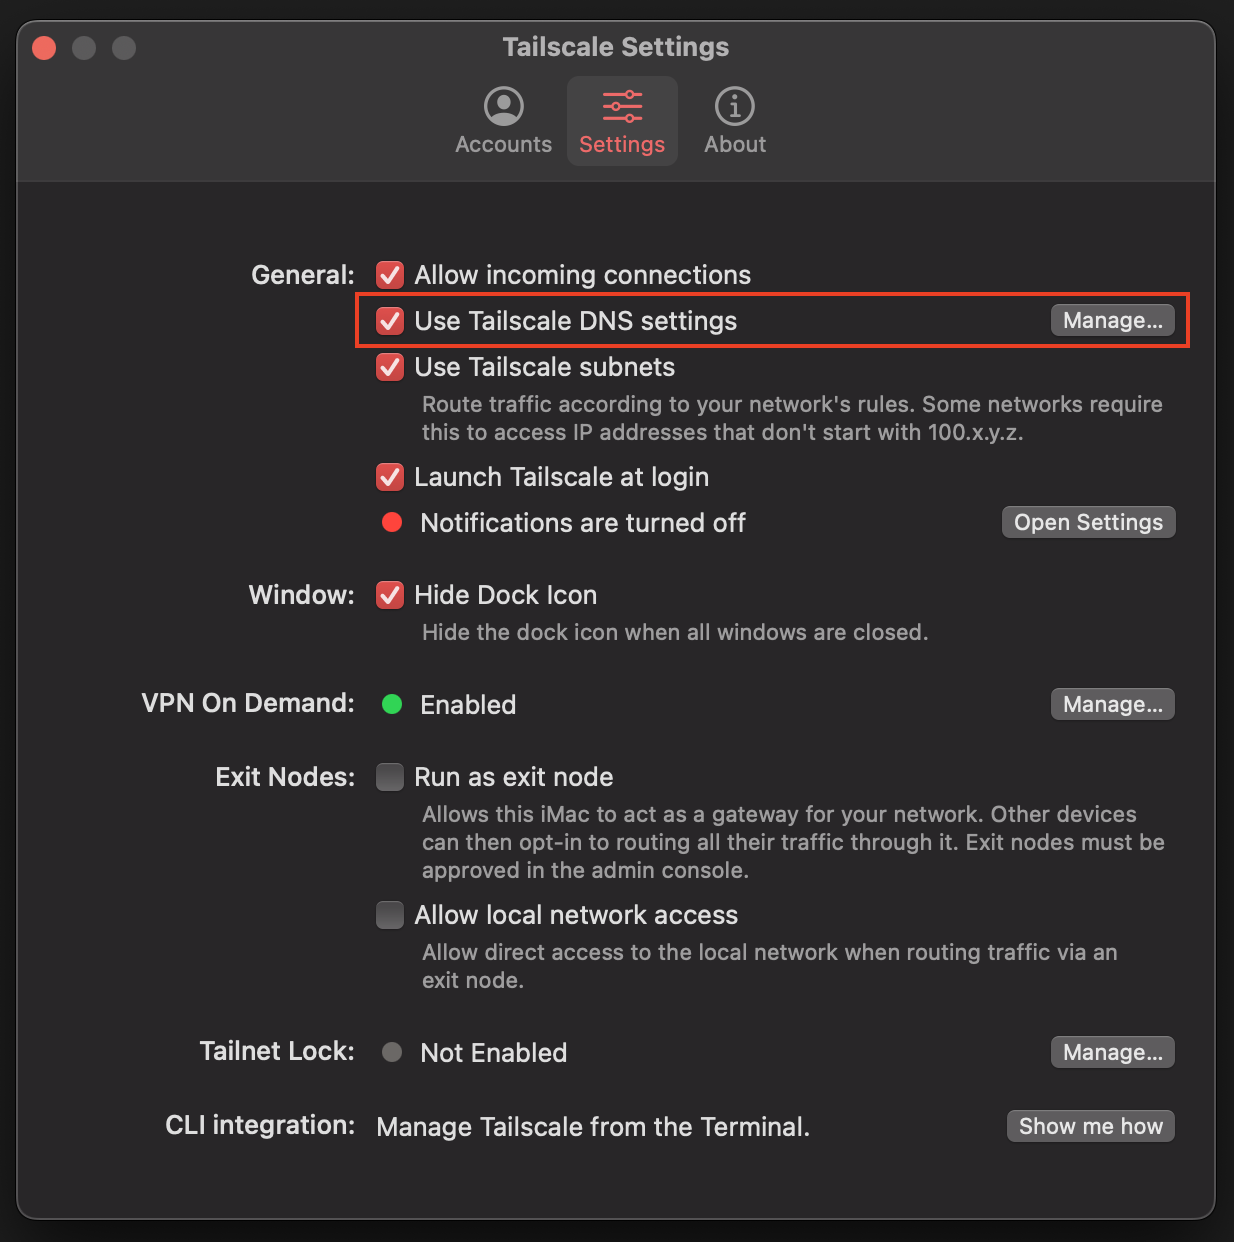 Tailscale Settings
Accounts
Settings
About
General:
Allow incoming connections
Use Tailscale DNS settings
Manage...
Use Tailscale subnets
Route traffic according to your network's rules. Some networks require
this to access IP addresses that don't start with 100.x.y.z.
Launch Tailscale at login
Notifications are turned off
Open Settings
Window:
Hide Dock Icon
Hide the dock icon when all windows are closed.
VPN On Demand:
Enabled
Manage...
Exit Nodes:
Run as exit node
Allows this iMac to act as a gateway for your network. Other devices
can then opt-in to routing all their traffic through it. Exit nodes must be
approved in the admin console.
Allow local network access
Allow direct access to the local network when routing traffic via an
exit node.
Tailnet Lock:
Not Enabled
Manage...
CLI integration:
Manage Tailscale from the Terminal.
Show me how